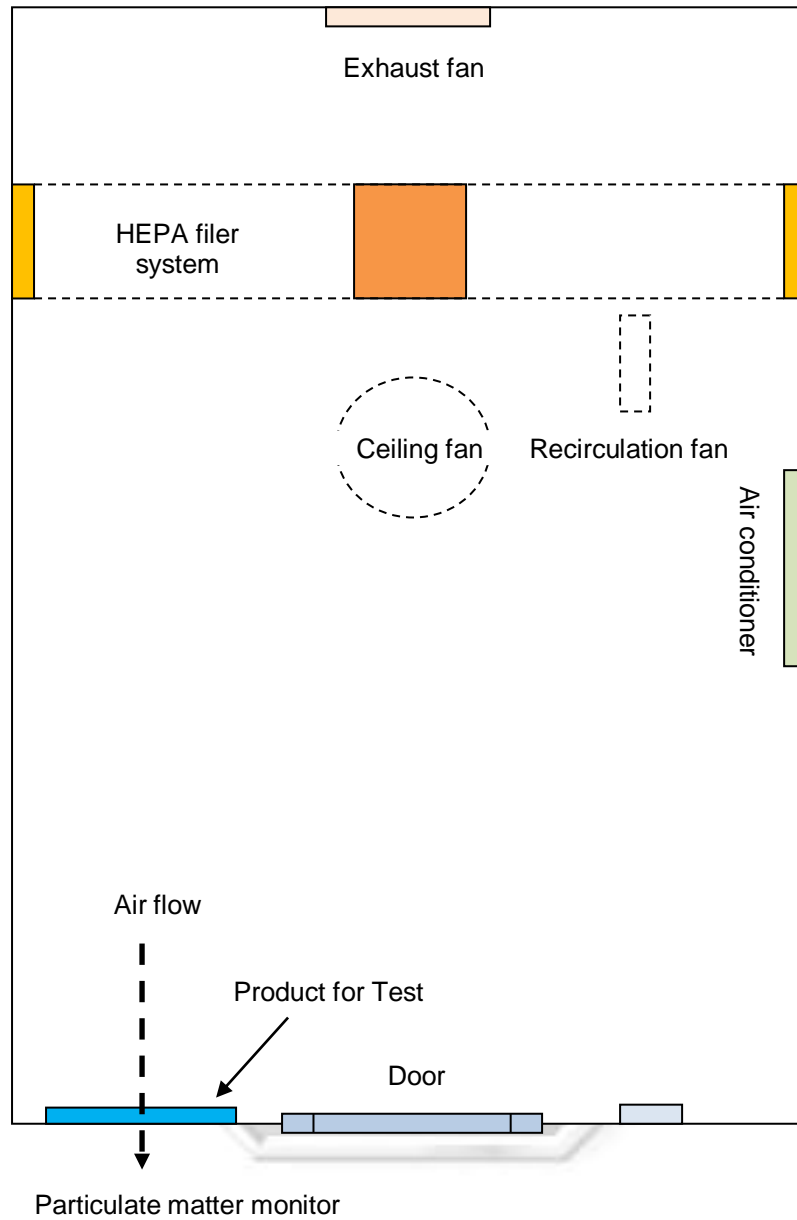 Exhaust fan
HEPA filer
system
Ceiling fan
Recirculation fan
Air conditioner
Air flow
Product for Test
Door
Particulate matter monitor